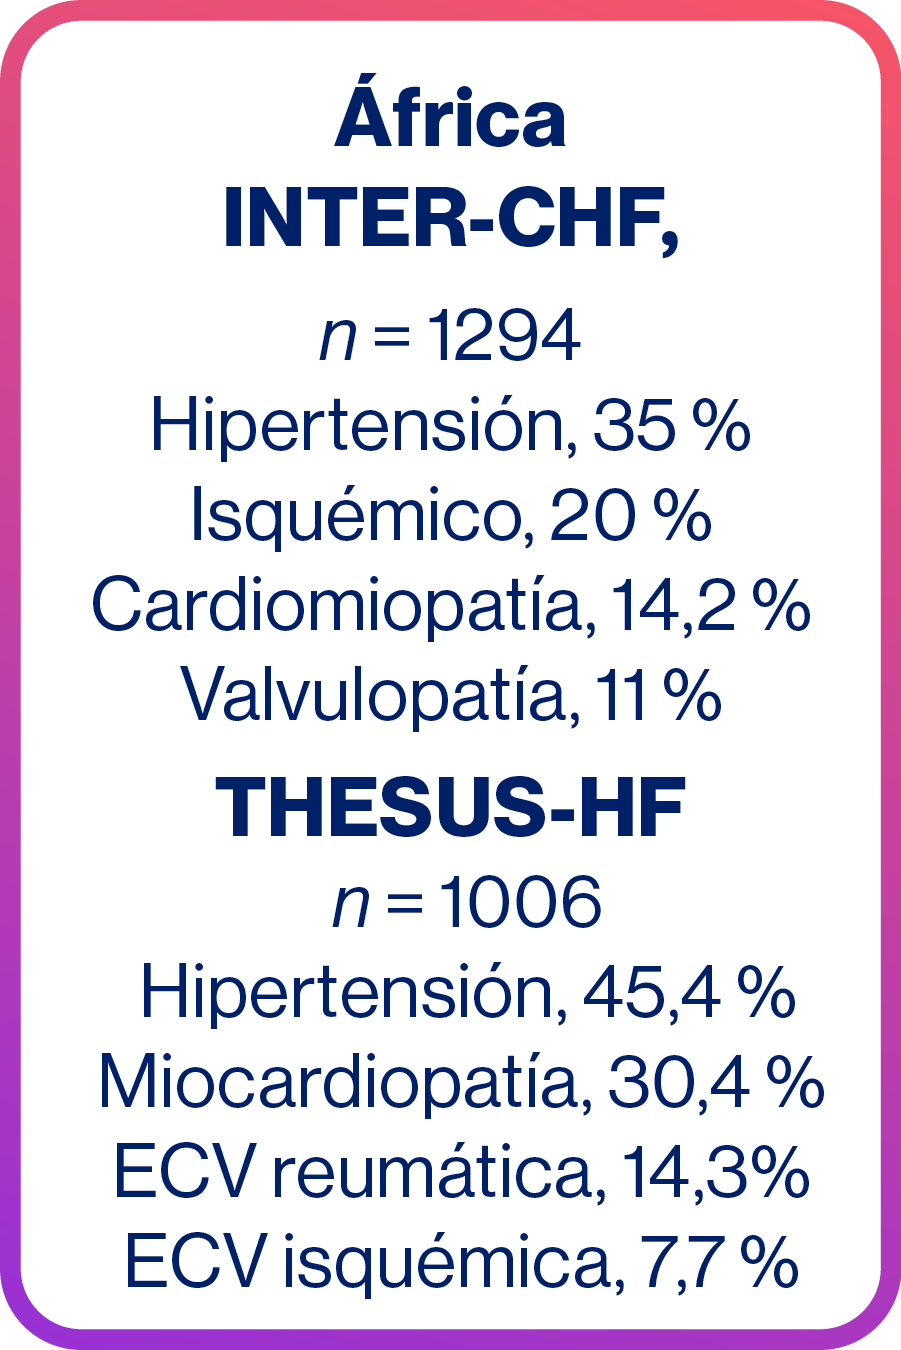 África
INTER-CHF,
n = 1294
Hipertensión, 35 %
Isquémico, 20 %
Cardiomiopatía, 14,2 %
Valvulopatía, 11 %
THESUS-HF
n = 1006
Hipertensión, 45,4 %
Miocardiopatía, 30,4 %
ECV reumática, 14,3%
ECV isquémica, 7,7 %